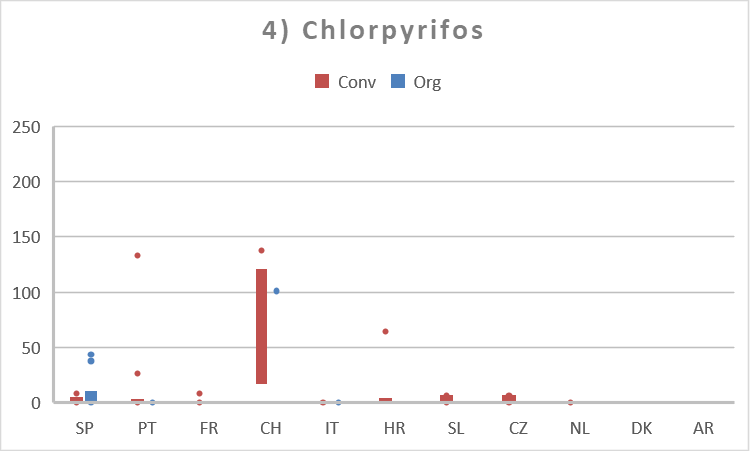 4) Chlorpyrifos
Conv Org
250
200
150
100
50
0
SP PT FR CH IT HR SL CZ NL DK AR